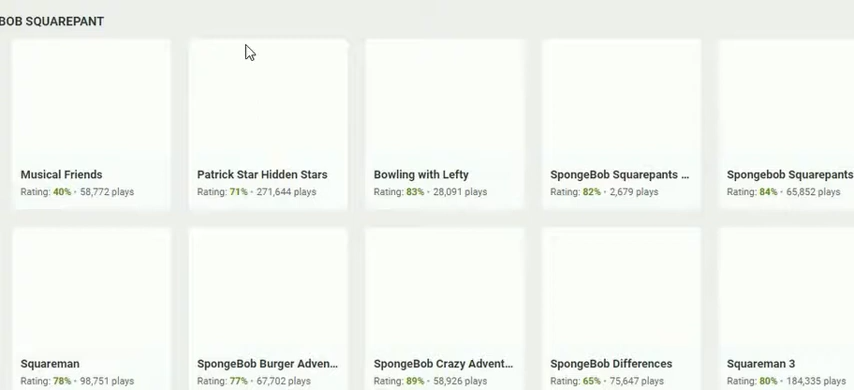 BOB SQUAREPANT
Musical Friends
Rating: 40% • 58,772 plays
Patrick Star Hidden Stars
Rating: 71% • 271,644 plays
Bowling with Lefty
Rating: 83% • 28,091 plays
SpongeBob Squarepants ...
Rating: 82% • 2,679 plays
Spongebob Squarepants
Rating: 84% • 65,852 plays
Squareman
Rating: 78% • 98,751 plays
SpongeBob Burger Adven...
Rating: 77% • 67,702 plays
SpongeBob Crazy Advent...
Rating: 89% • 58,926 plays
SpongeBob Differences
Rating: 65% • 75,647 plays
Squareman 3
Rating: 80% • 184,335 plays